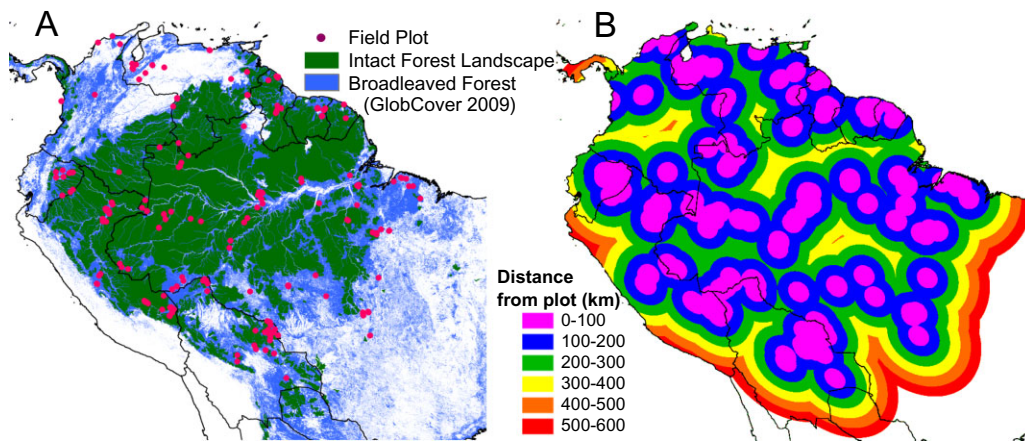 A
Field Plot
Intact Forest Landscape
Broadleaved Forest
(GlobCover 2009)
B
Distance
from plot (km)
0-100
100-200
200-300
300-400
400-500
500-600